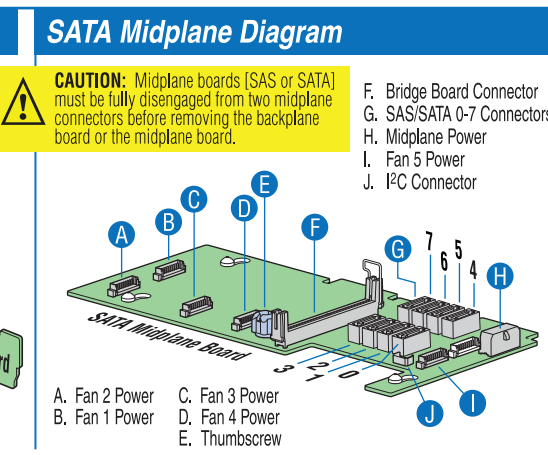 SATA Midplane Diagram
CAUTION: Midplane boards [SAS or SATA]
must be fully disengaged from two midplane
connectors before removing the backplane
board or the midplane board.
F. Bridge Board Connector
G. SAS/SATA 0-7 Connectors
H. Midplane Power
I. Fan 5 Power
J. I²C Connector
A
B
C
D
E
F
G
7
6
5
4
H
SATA Midplane Board
3
2
1
0
J
I
rd
A. Fan 2 Power
B. Fan 1 Power
C. Fan 3 Power
D. Fan 4 Power
E. Thumbscrew